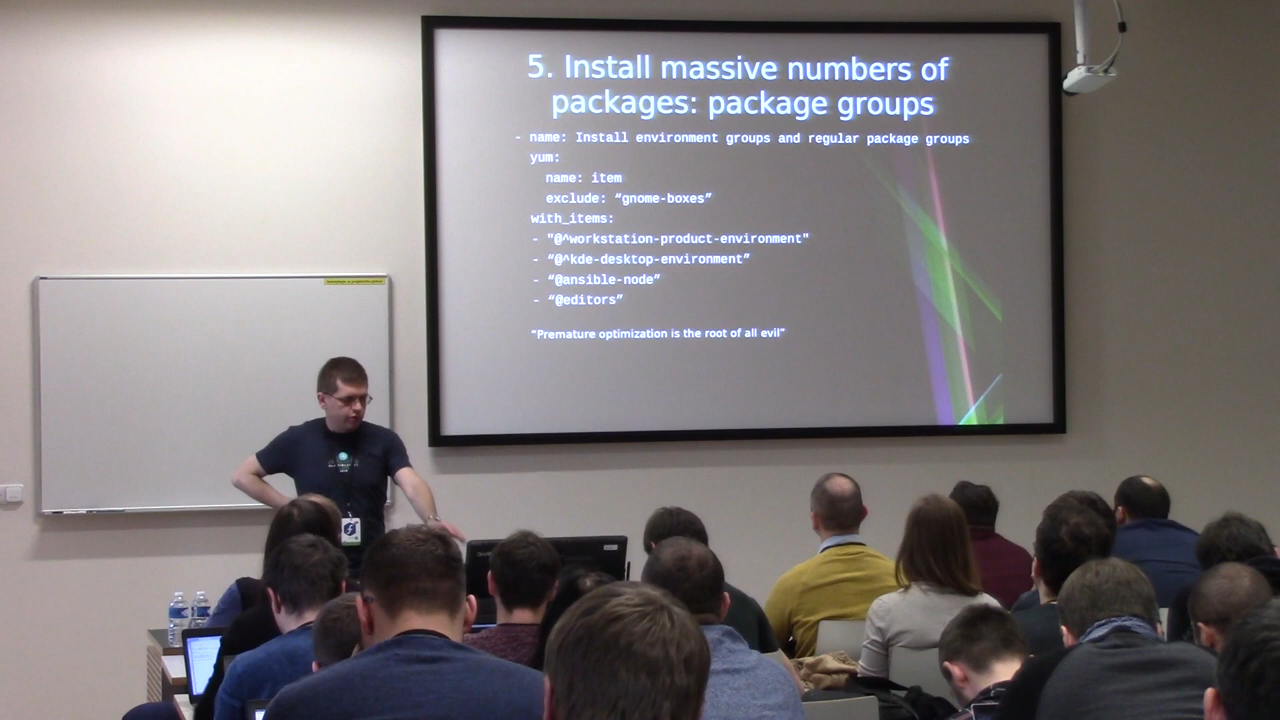 5. Install massive numbers of
packages: package groups
- name: Install environment groups and regular package groups
yum:
name: item
exclude: “gnome-boxes”
with_items:
- "@^workstation-product-environment"
- “@^kde-desktop-environment”
- “@ansible-node”
- “@editors”
“Premature optimization is the root of all evil”